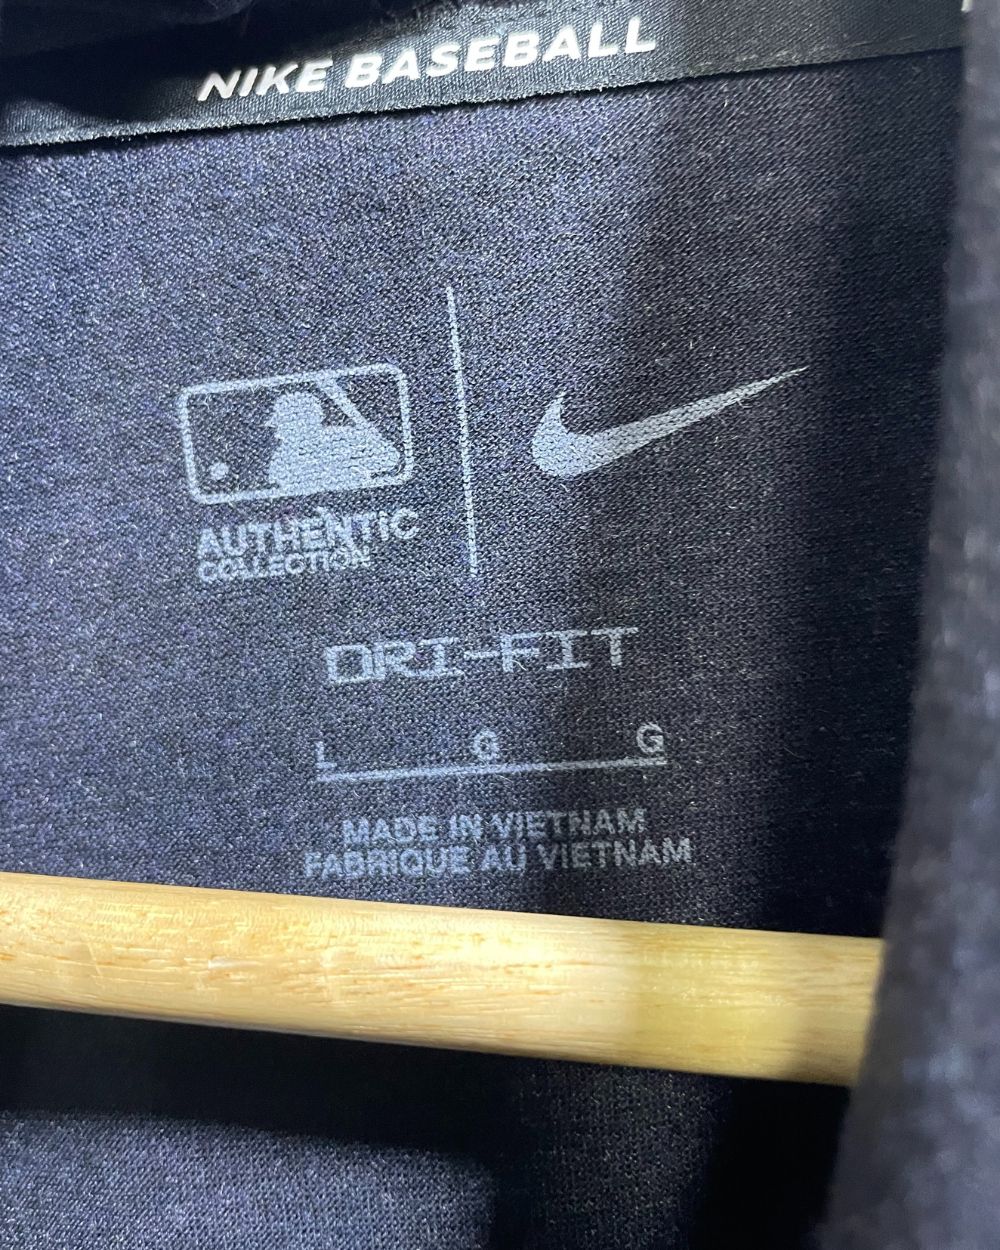 NIKE BASEBALL
AUTHENTIC
COLLECTION
DRI-FIT
L G G
MADE IN VIETNAM
FABRIQUE AU VIETNAM